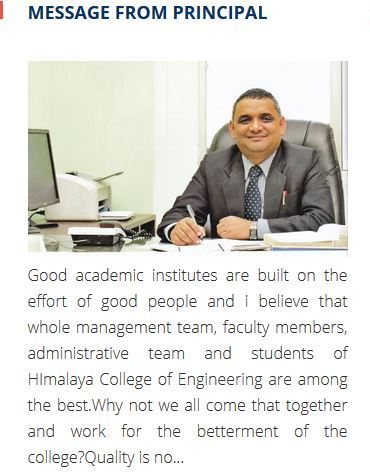 MESSAGE FROM PRINCIPAL
Good academic institutes are built on the
effort of good people and i believe that
whole management team, faculty members,
administrative team and students of
HImalaya College of Engineering are among
the best.Why not we all come that together
and work for the betterment of the
college?Quality is no...